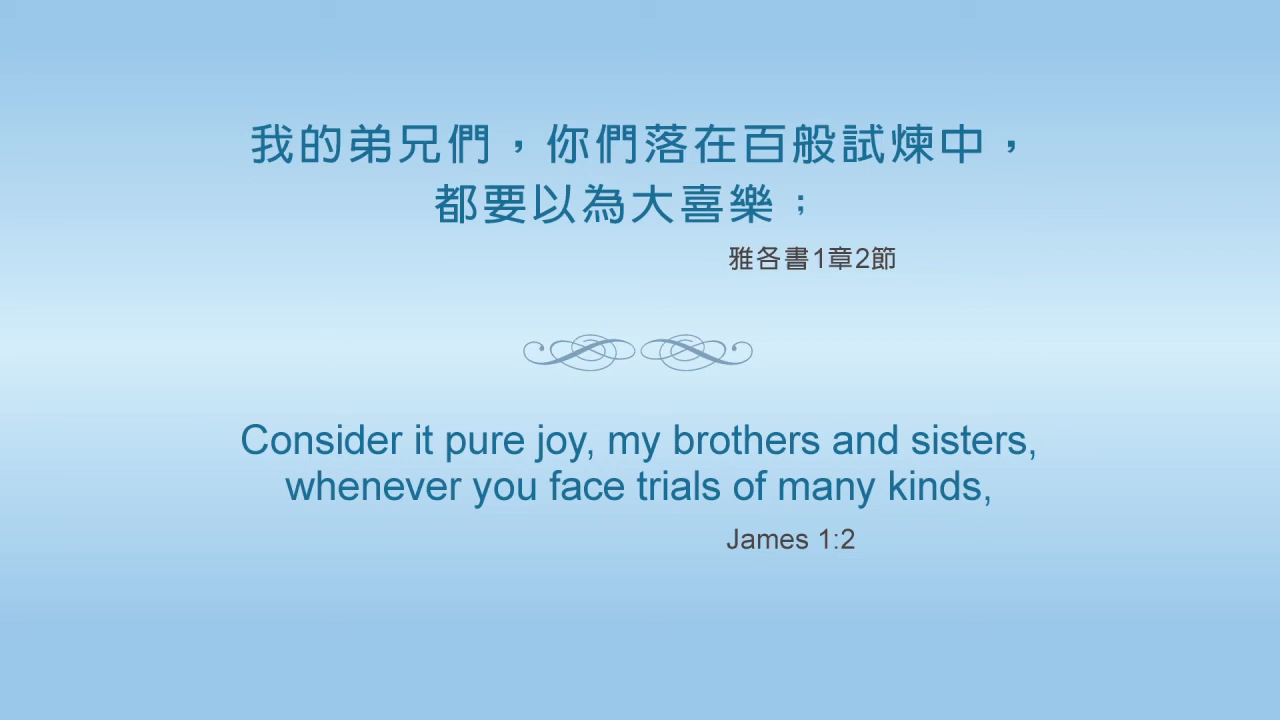 我的弟兄們，你們落在百般試煉中，
都要以為大喜樂；
雅各書1章2節
Consider it pure joy, my brothers and sisters,
whenever you face trials of many kinds,
James 1:2